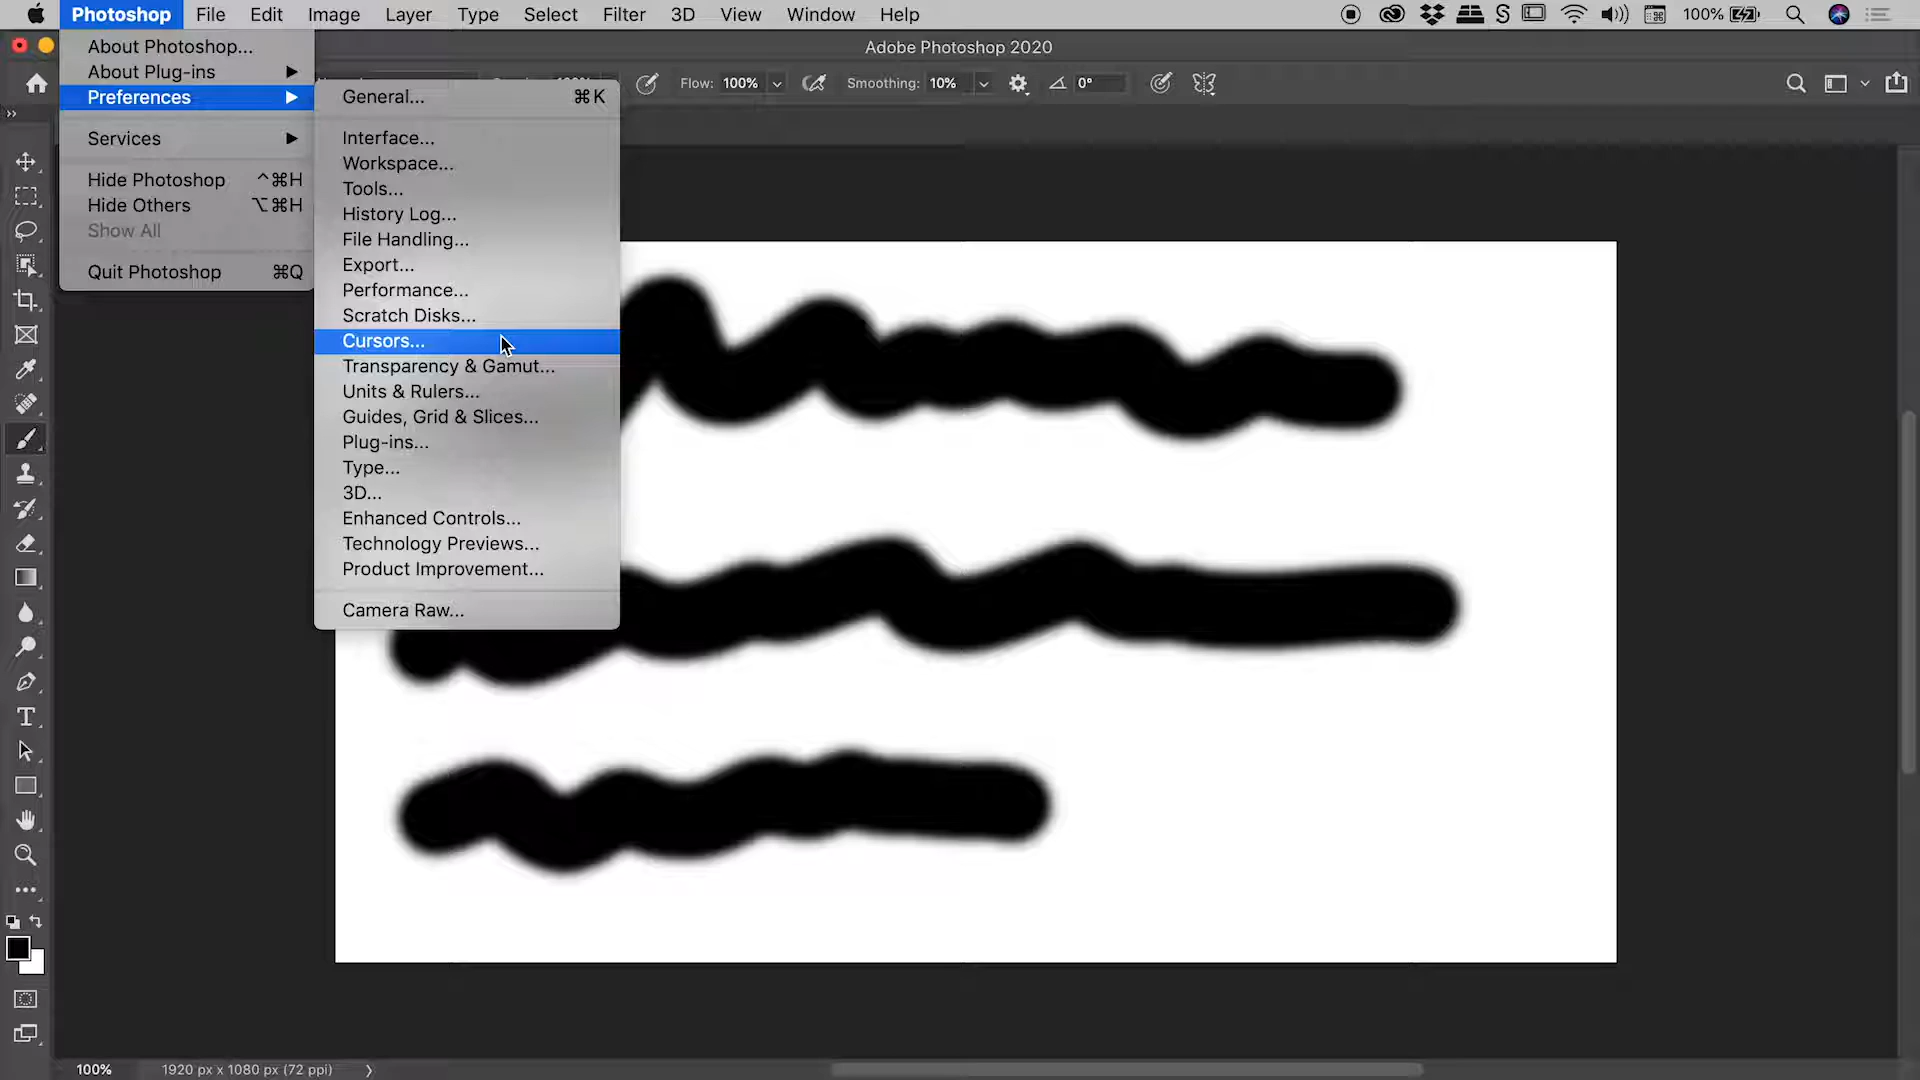 Photoshop File Edit Image Layer Type Select Filter 3D View Window Help 100%
Adobe Photoshop 2020
Flow: 100% Smoothing: 10% 0°
About Photoshop...
About Plug-ins
Preferences
Services
Hide Photoshop ^⌘H
Hide Others ⌥⌘H
Show All
Quit Photoshop ⌘Q
General... ⌘K
Interface...
Workspace...
Tools...
History Log...
File Handling...
Export...
Performance...
Scratch Disks...
Cursors...
Transparency & Gamut...
Units & Rulers...
Guides, Grid & Slices...
Plug-ins...
Type...
3D...
Enhanced Controls...
Technology Previews...
Product Improvement...
Camera Raw...
100% 1920 px x 1080 px (72 ppi)